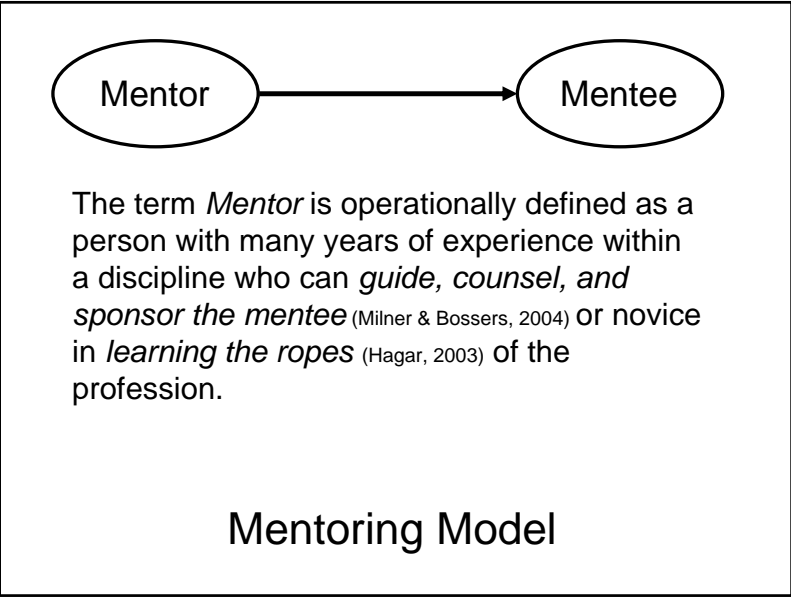 Mentor Mentee
The term Mentor is operationally defined as a
person with many years of experience within
a discipline who can guide, counsel, and
sponsor the mentee (Milner & Bossers, 2004) or novice
in learning the ropes (Hagar, 2003) of the
profession.
Mentoring Model